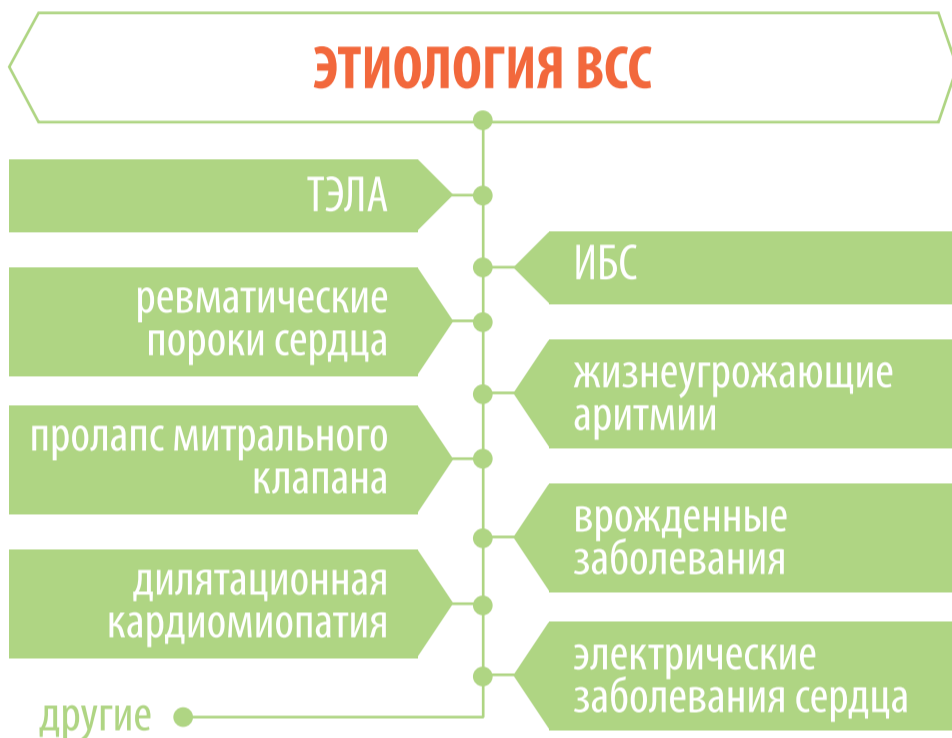 ЭТИОЛОГИЯ ВСС
ТЭЛА
ИБС
ревматические
пороки сердца
жизнеугрожающие
аритмии
пролапс митрального
клапана
врожденные
заболевания
дилятационная
кардиомиопатия
электрические
заболевания сердца
другие